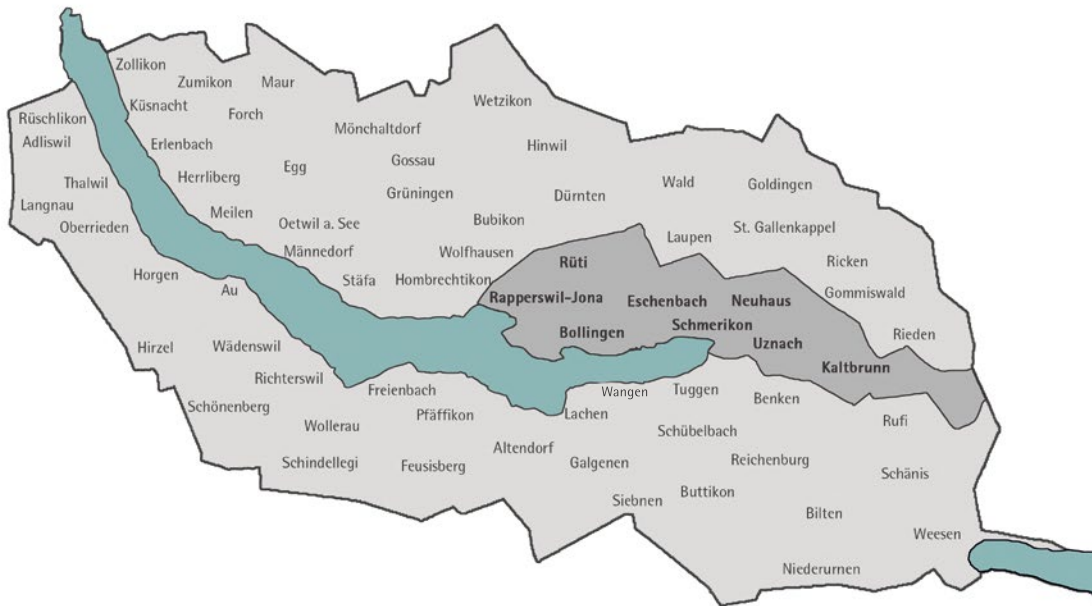 Zollikon
Zumikon
Maur
Küsnacht
Forch
Rüschlikon
Adliswil
Erlenbach
Mönchaltdorf
Wetzikon
Hinwil
Egg
Gossau
Thalwil
Herrliberg
Grüningen
Dürnten
Wald
Goldingen
Langnau
Oberrieden
Meilen
Oetwil a. See
Bubikon
St. Gallenkappel
Laupen
Männedorf
Wolfhausen
Rüti
Ricken
Horgen
Au
Stäfa
Hombrechtikon
Rapperswil-Jona
Eschenbach
Neuhaus
Gommiswald
Bollingen
Schmerikon
Uznach
Rieden
Hirzel
Wädenswil
Kaltbrunn
Richterswil
Freienbach
Wangen
Tuggen
Benken
Schönenberg
Pfäffikon
Lachen
Rufi
Wollerau
Schübelbach
Altendorf
Schindellegi
Feusisberg
Galgenen
Reichenburg
Schänis
Siebnen
Buttikon
Bilten
Weesen
Niederurnen